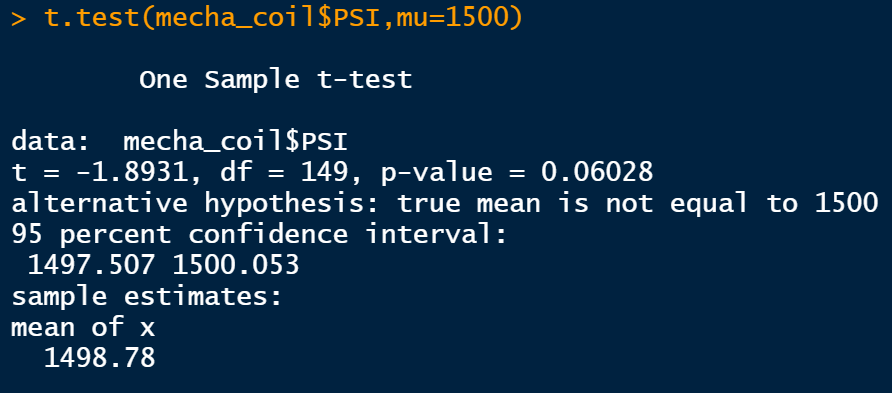 > t.test(mecha_coil$PSI,mu=1500)
One Sample t-test
data:  mecha_coil$PSI
t = -1.8931, df = 149, p-value = 0.06028
alternative hypothesis: true mean is not equal to 1500
95 percent confidence interval:
1497.507 1500.053
sample estimates:
mean of x
1498.78